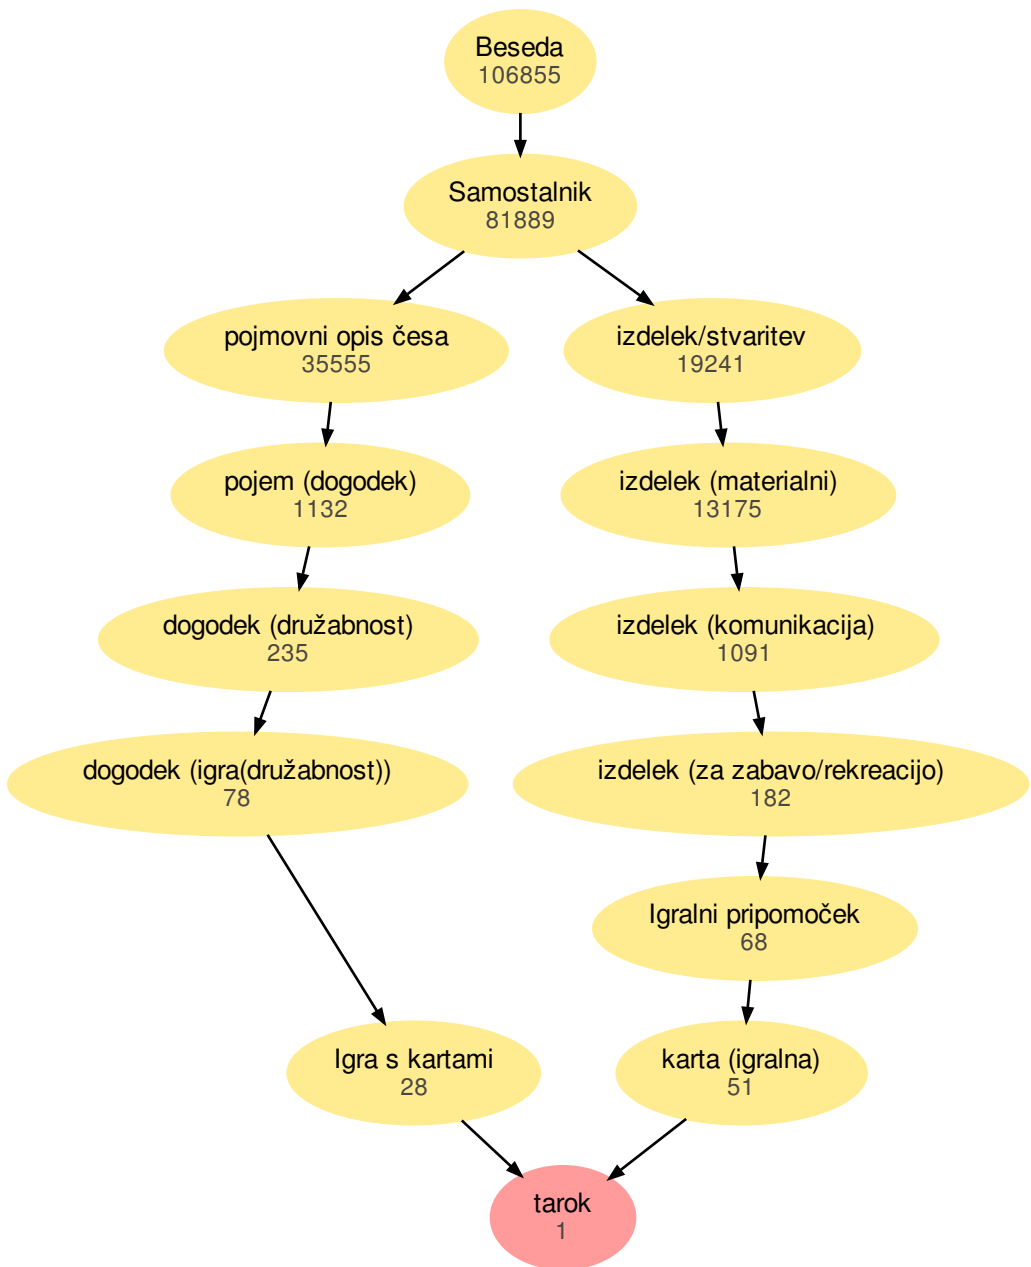 Beseda
106855
Samostalnik
81889
pojmovni opis česa
35555
izdelek/stvaritev
19241
pojem (dogodek)
1132
izdelek (materialni)
13175
dogodek (družabnost)
235
izdelek (komunikacija)
1091
dogodek (igra(družabnost))
78
izdelek (za zabavo/rekreacijo)
182
Igralni pripomoček
68
Igra s kartami
28
karta (igralna)
51
tarok
1